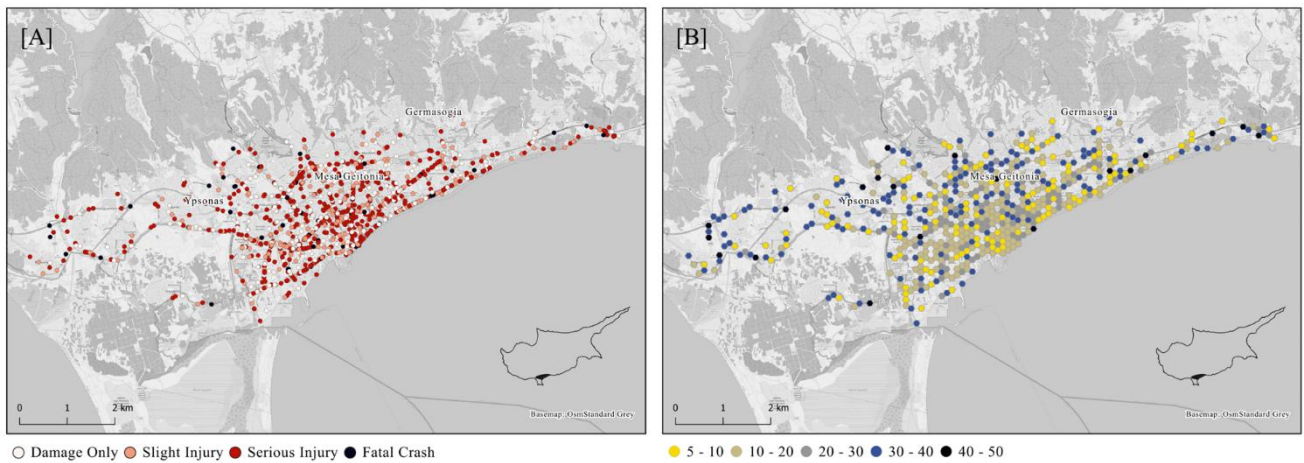 [A]
Germasogia
Mesa Geitonia
Ypsonas
0 1 2 km
Basemap, OsmStandard Grey
Damage Only Slight Injury Serious Injury Fatal Crash
[B]
Germasogia
Mesa Geitonia
Ypsonas
0 1 2 km
Basemap, OsmStandard Grey
5 - 10 10 - 20 20 - 30 30 - 40 40 - 50